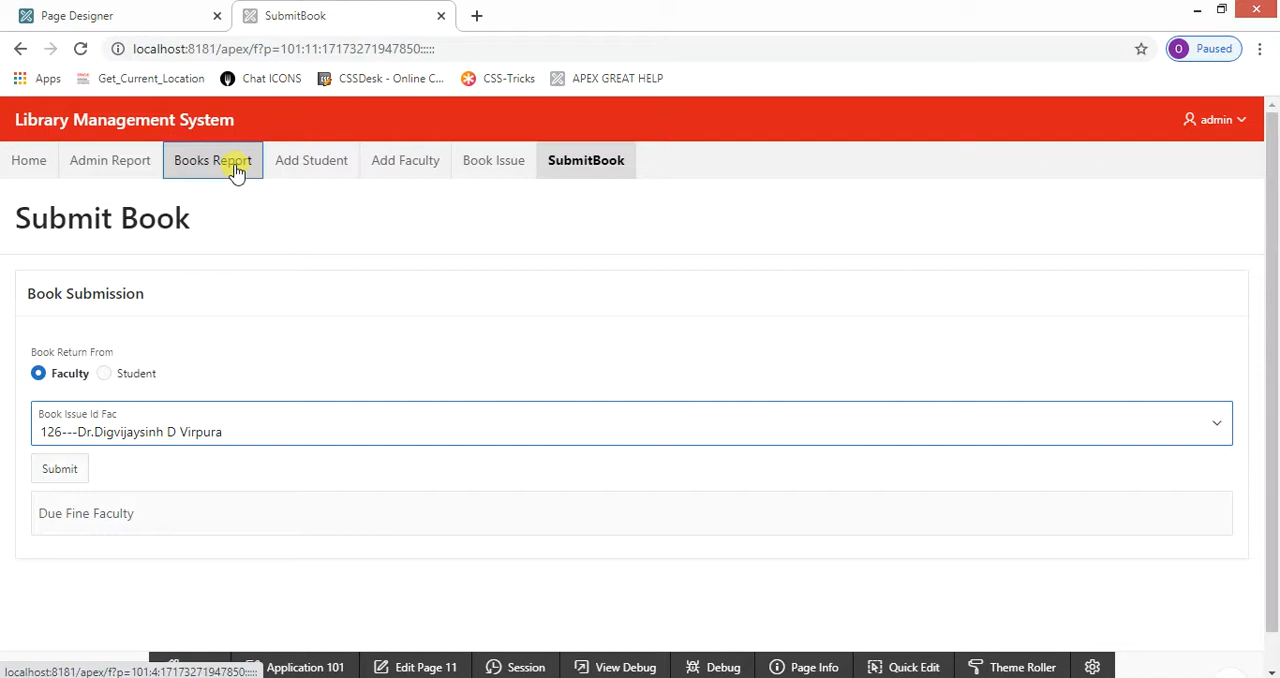 Page Designer
SubmitBook
localhost:8181/apex/f?p=101:11:17173271947850:::::
O Paused
Apps Get_Current_Location Chat ICONS CSSDesk - Online C... CSS-Tricks APEX GREAT HELP
Library Management System
admin
Home Admin Report Books Report Add Student Add Faculty Book Issue SubmitBook
Submit Book
Book Submission
Book Return From
Faculty Student
Book Issue Id Fac
126---Dr.Digvijaysinh D Virpura
Submit
Due Fine Faculty
Application 101 Edit Page 11 Session View Debug Debug Page Info Quick Edit Theme Roller
localhost:8181/apex/f?p=101:4:17173271947850:::::